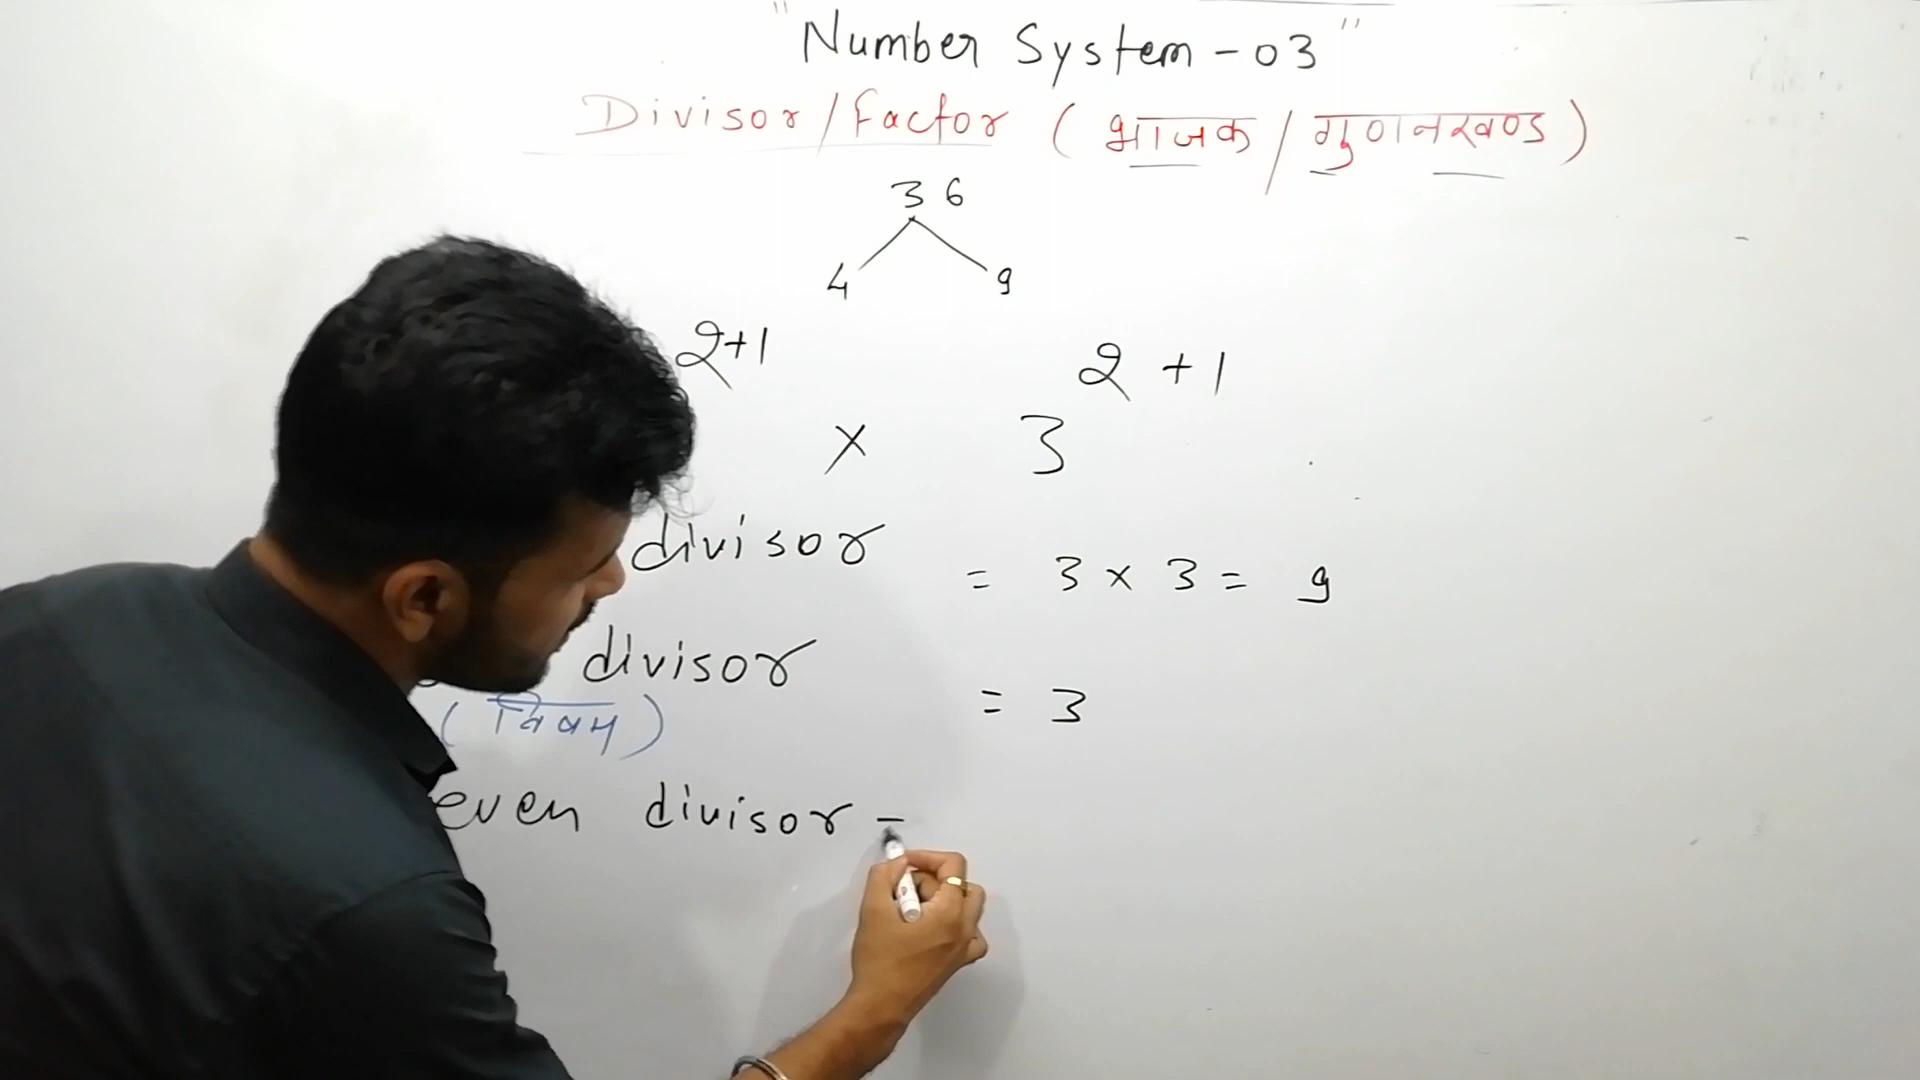 "Number System - 03"
Divisor / Factor ( भाजक / गुणनखण्ड )
36
4 9
2+1 2 +1
× 3
divisor = 3 × 3 = 9
divisor = 3
( विषम )
even divisor -